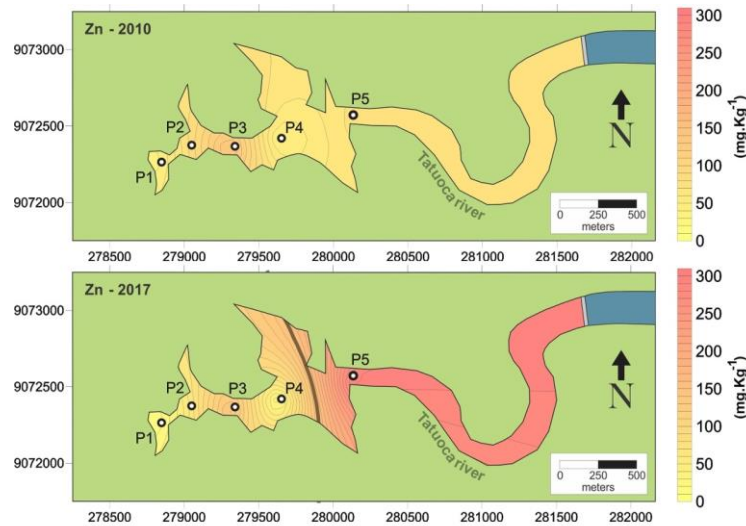 Zn - 2010
9073000
9072500
9072000
P1
P2
P3
P4
P5
Tatuoca river
N
0 250 500
meters
278500 279000 279500 280000 280500 281000 281500 282000
300
250
200
150
100
50
0
(mg.Kg-1)
Zn - 2017
9073000
9072500
9072000
P1
P2
P3
P4
P5
Tatuoca river
N
0 250 500
meters
278500 279000 279500 280000 280500 281000 281500 282000
300
250
200
150
100
50
0
(mg.Kg-1)